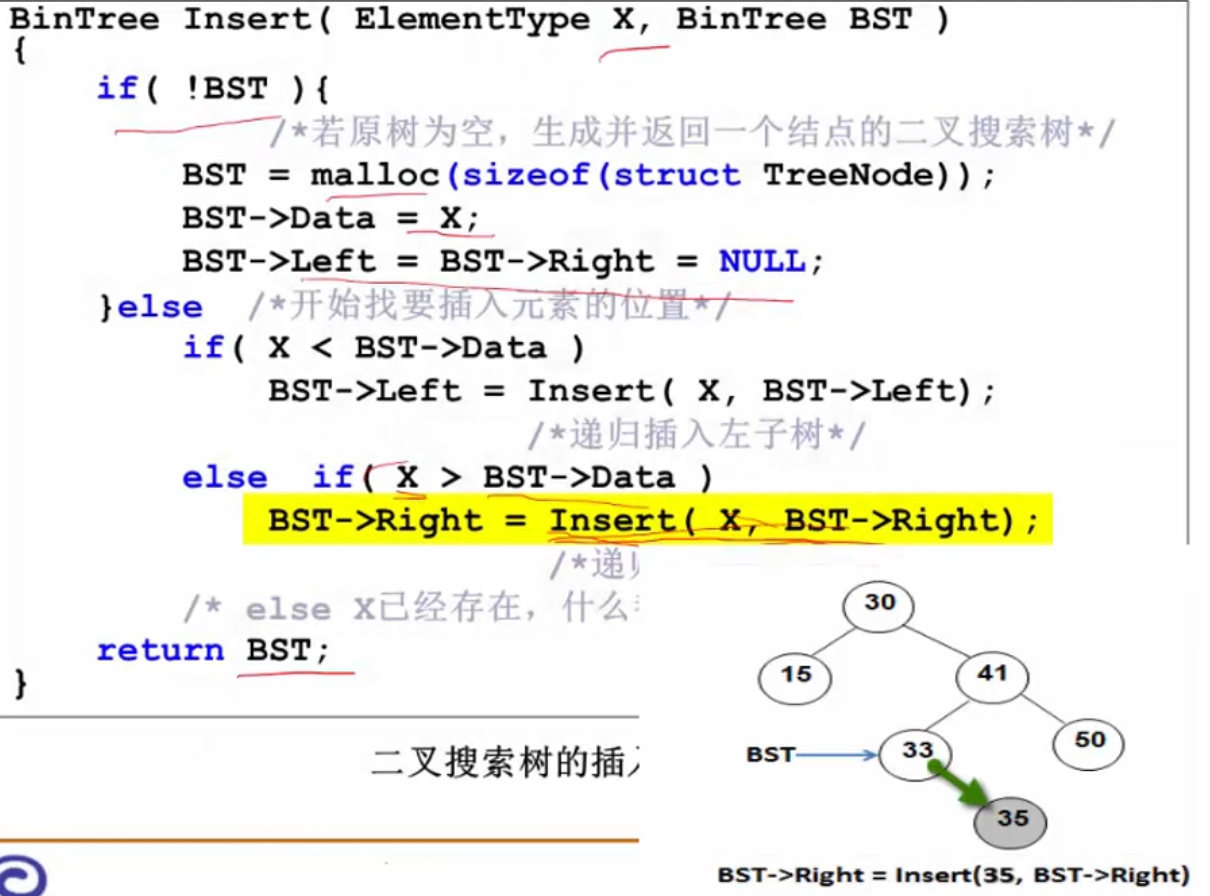 BinTree Insert( ElementType X, BinTree BST )
{
if( !BST ){
/*若原树为空，生成并返回一个结点的二叉搜索树*/
BST = malloc(sizeof(struct TreeNode));
BST->Data = X;
BST->Left = BST->Right = NULL;
}else /*开始找要插入元素的位置*/
if( X < BST->Data )
BST->Left = Insert( X, BST->Left);
/*递归插入左子树*/
else if( X > BST->Data )
BST->Right = Insert( X, BST->Right);
/*递
/* else X已经存在，什么
return BST;
}
二叉搜索树的插
30
15
41
BST
33
50
35
BST->Right = Insert(35, BST->Right)